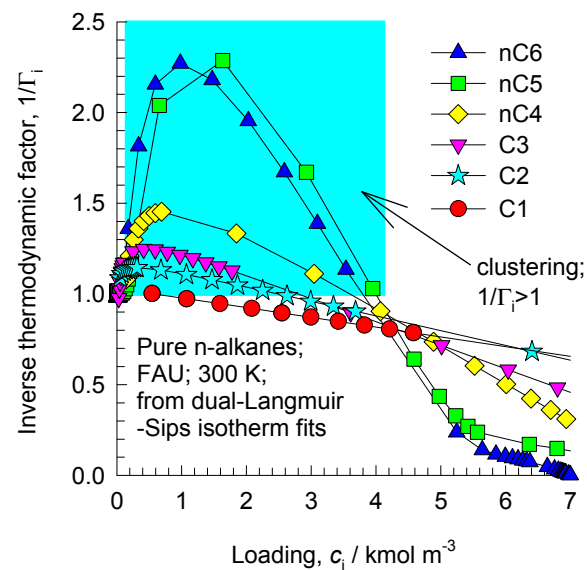 Inverse thermodynamic factor, 1/Γi
3.0
2.5
2.0
1.5
1.0
0.5
0.0
nC6
nC5
nC4
C3
C2
C1
clustering;
1/Γi>1
Pure n-alkanes;
FAU; 300 K;
from dual-Langmuir
-Sips isotherm fits
0 1 2 3 4 5 6 7
Loading, ci / kmol m-3